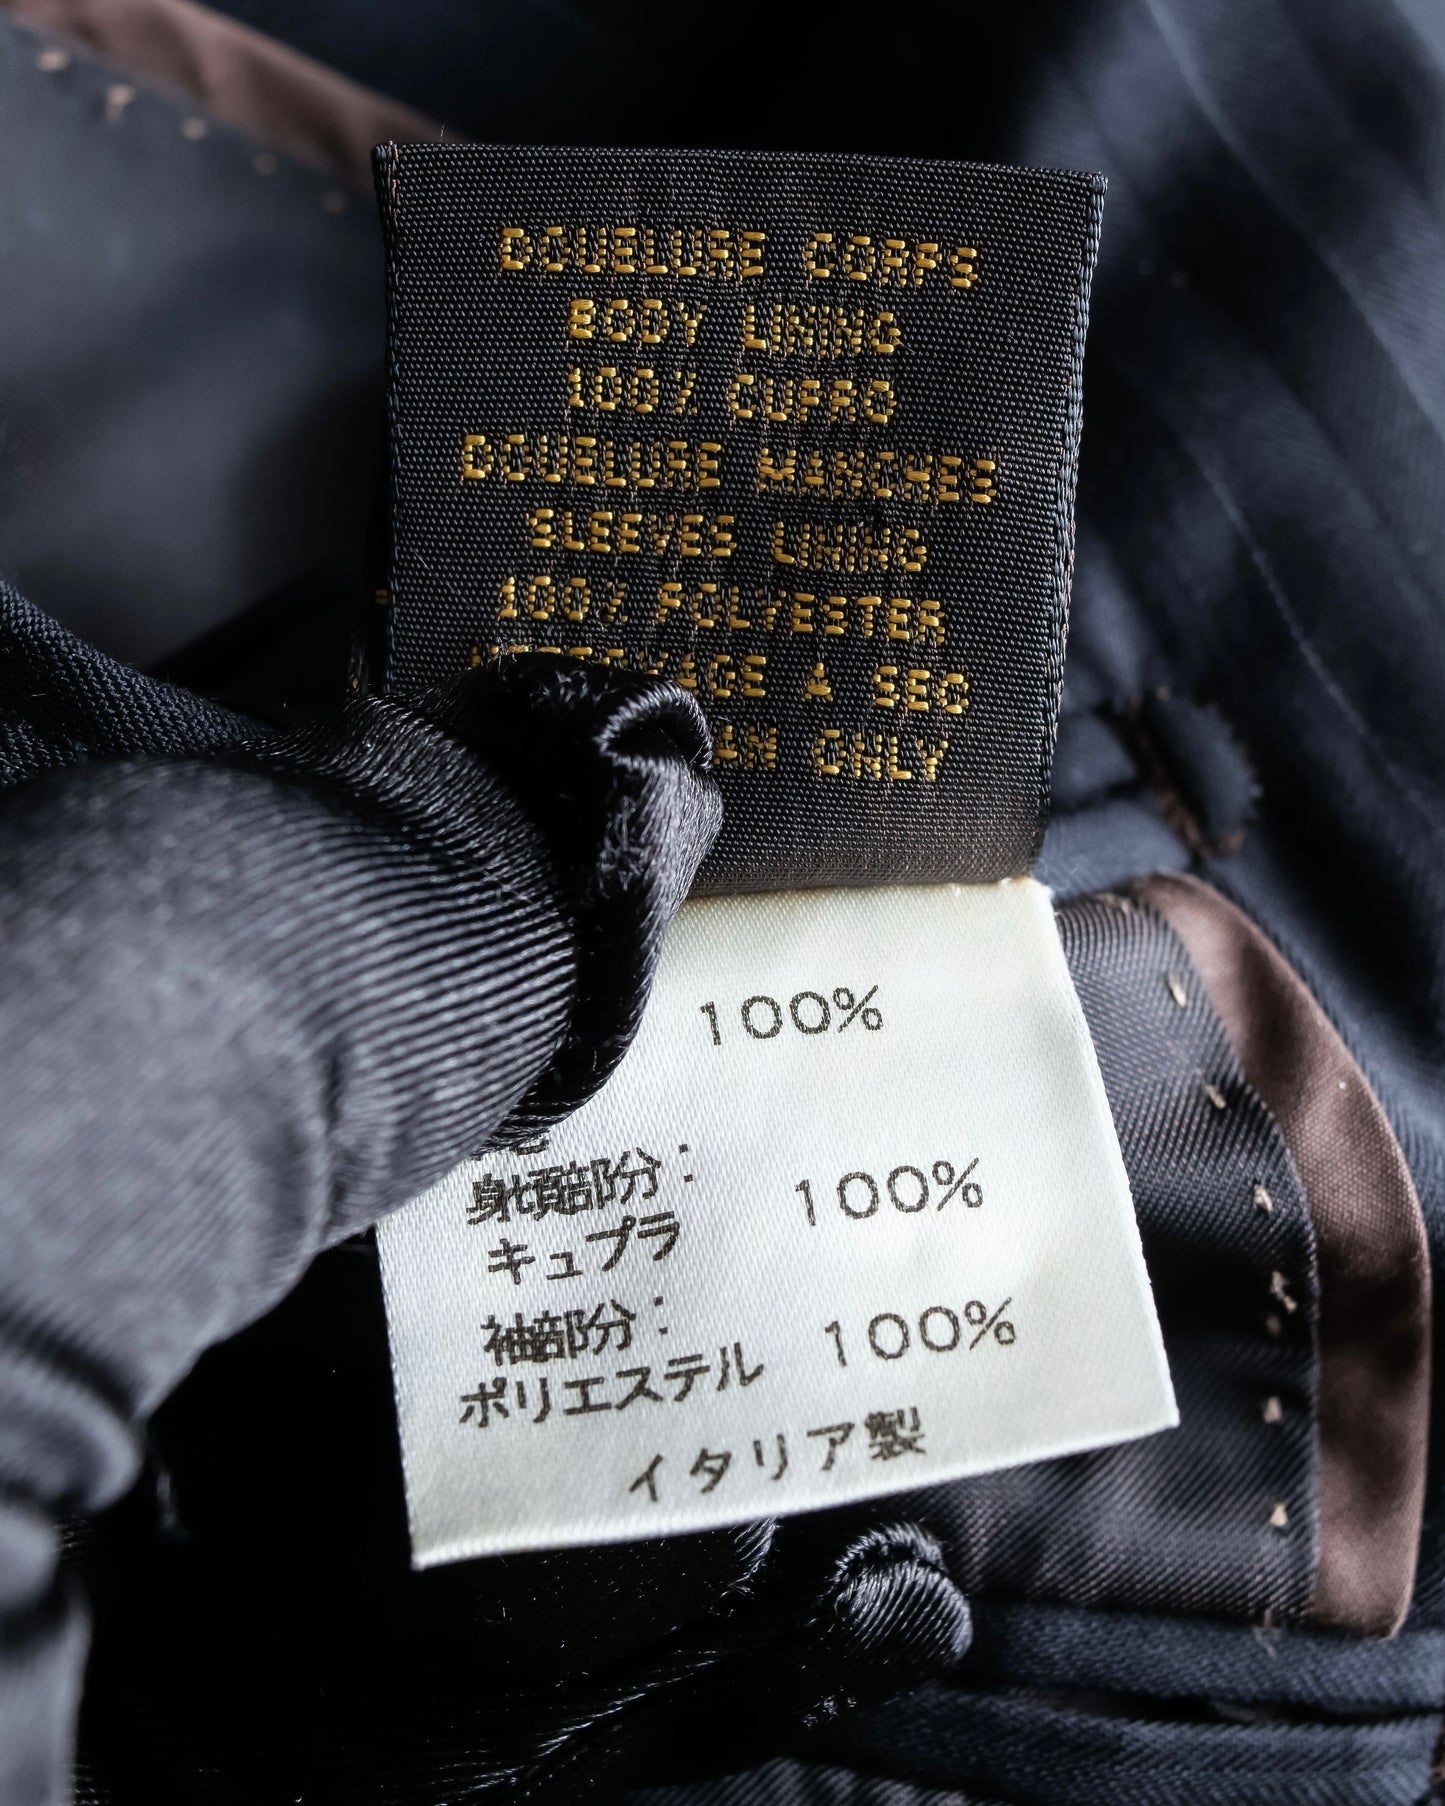 DOUBLURE CORPS
BODY LINING
100% CUPRO
DOUBLURE MANCHES
SLEEVES LINING
100% POLYESTER
A SEC
ONLY
100%
身頃部分:
キュプラ 100%
袖部分:
ポリエステル 100%
イタリア製